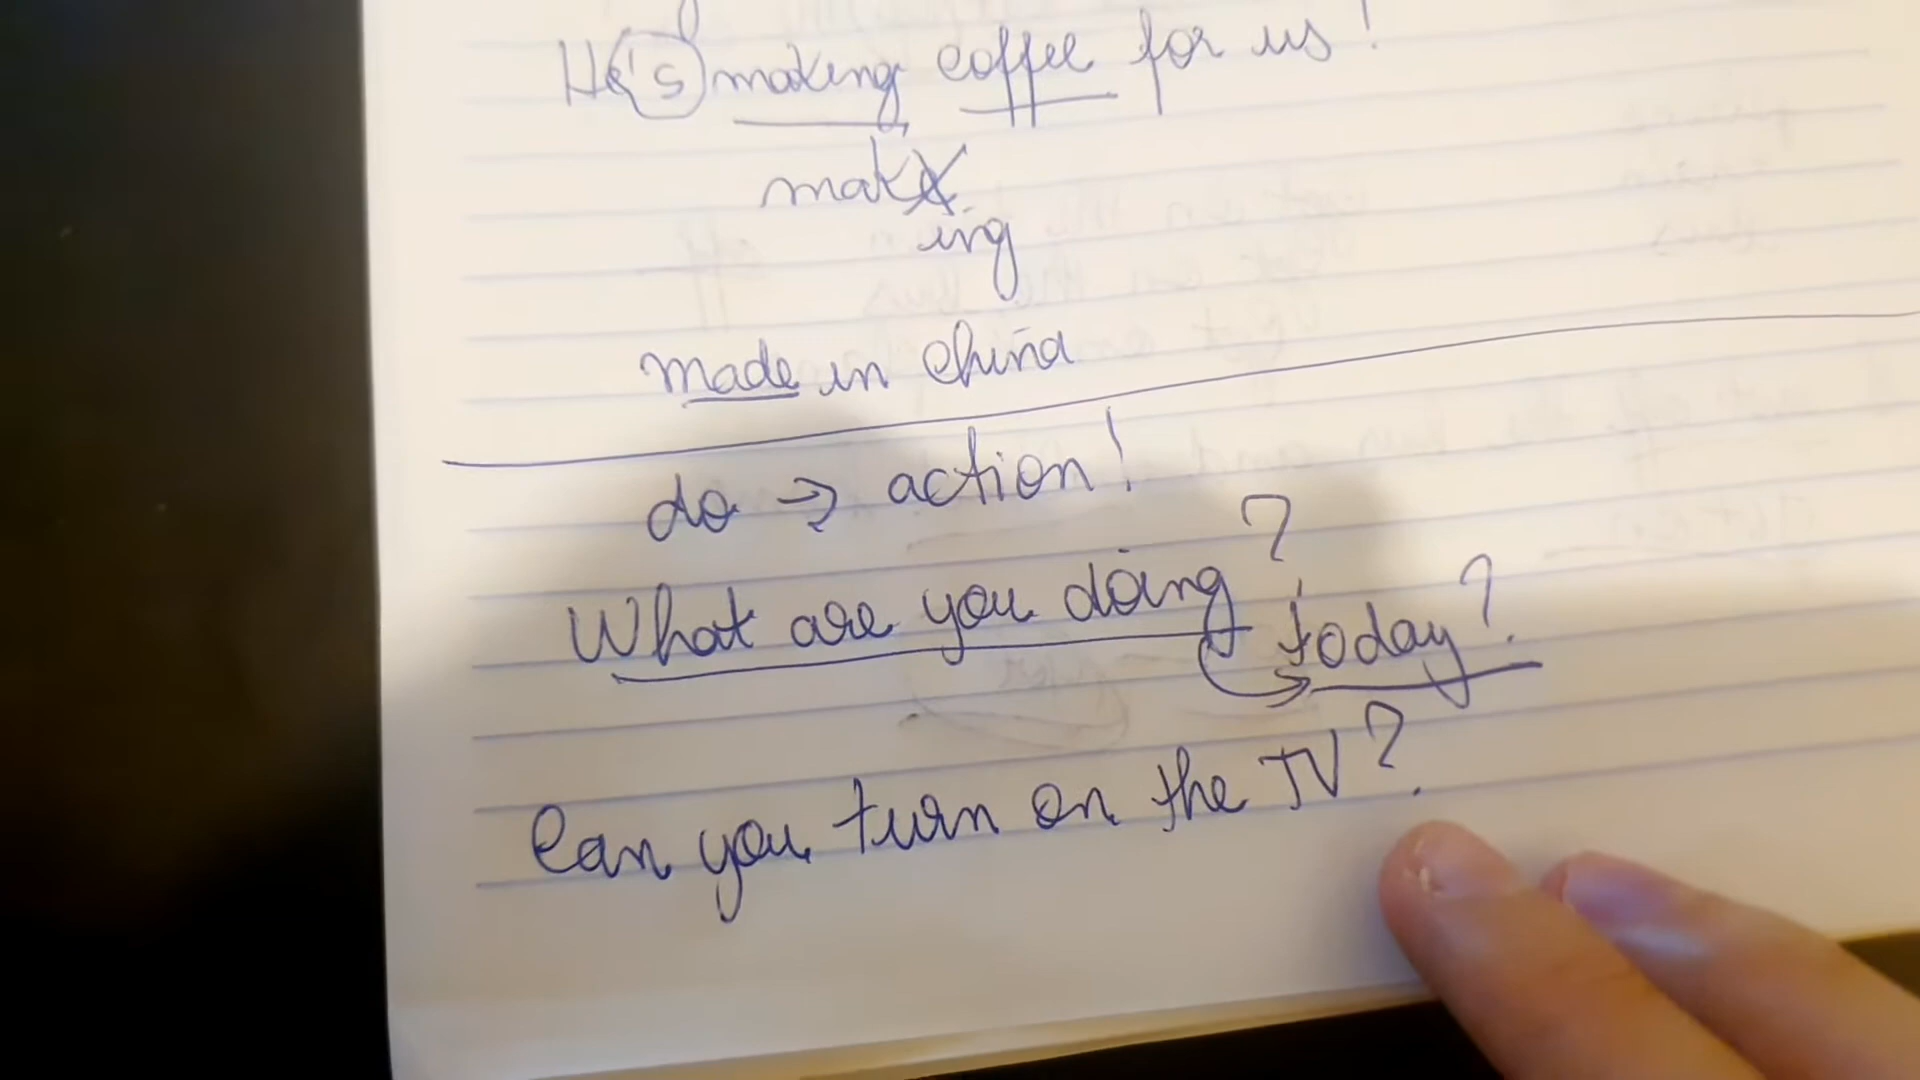 He's making coffee for us!
make
ing
made in china
do → action!
What are you doing?
today?
Can you turn on the TV?